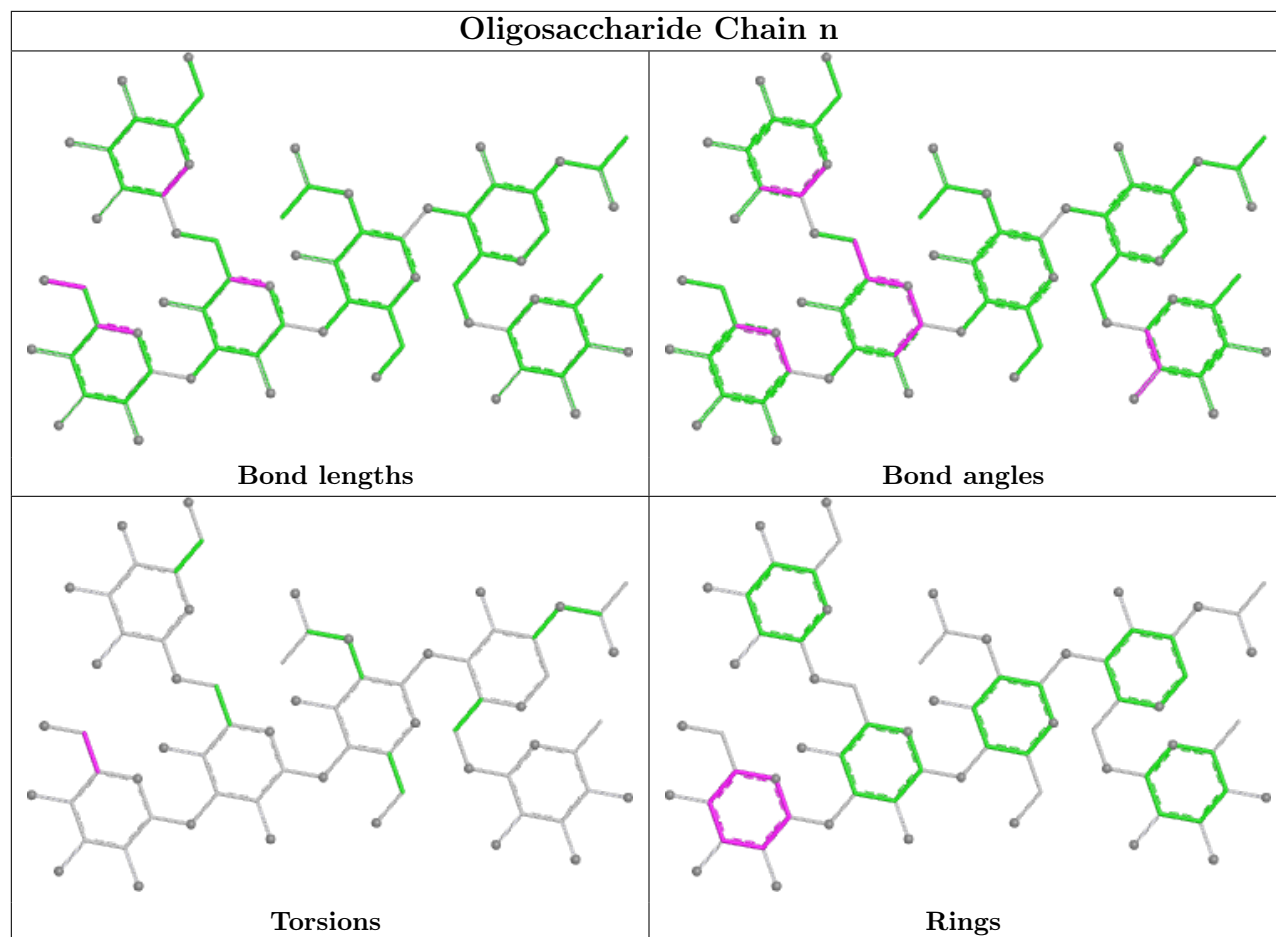 Oligosaccharide Chain n
Bond lengths
Bond angles
Torsions
Rings